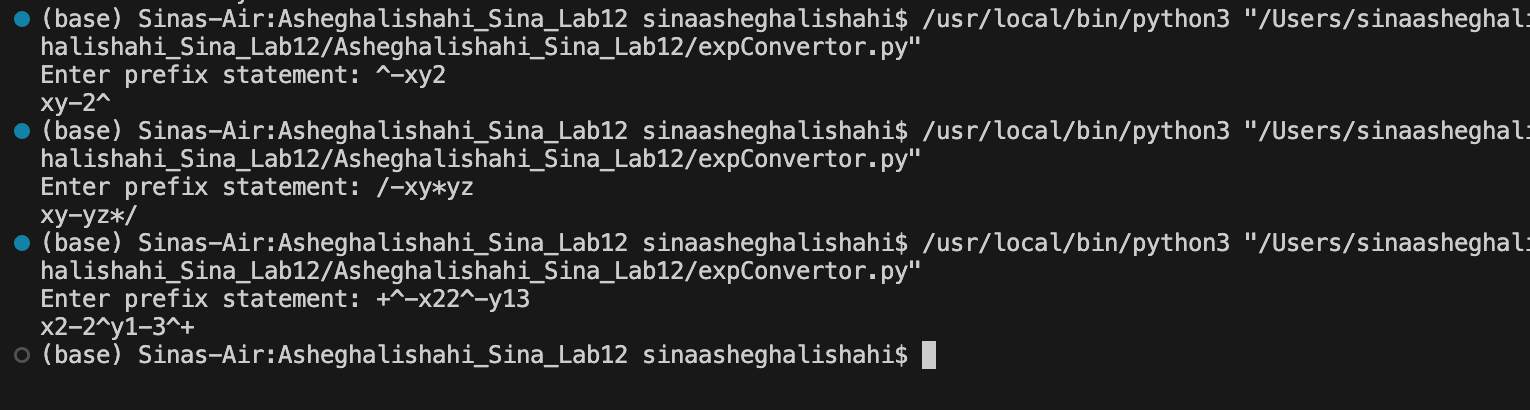 (base) Sinas-Air:Asheghalishahi_Sina_Lab12 sinaasheghalishahi$ /usr/local/bin/python3 "/Users/sinaasheghali
halishahi_Sina_Lab12/Asheghalishahi_Sina_Lab12/expConvertor.py"
Enter prefix statement: ^-xy2
xy-2^
(base) Sinas-Air:Asheghalishahi_Sina_Lab12 sinaasheghalishahi$ /usr/local/bin/python3 "/Users/sinaasheghali
halishahi_Sina_Lab12/Asheghalishahi_Sina_Lab12/expConvertor.py"
Enter prefix statement: /-xy*yz
xy-yz*/
(base) Sinas-Air:Asheghalishahi_Sina_Lab12 sinaasheghalishahi$ /usr/local/bin/python3 "/Users/sinaasheghali
halishahi_Sina_Lab12/Asheghalishahi_Sina_Lab12/expConvertor.py"
Enter prefix statement: +^-x22^-y13
x2-2^y1-3^+
(base) Sinas-Air:Asheghalishahi_Sina_Lab12 sinaasheghalishahi$